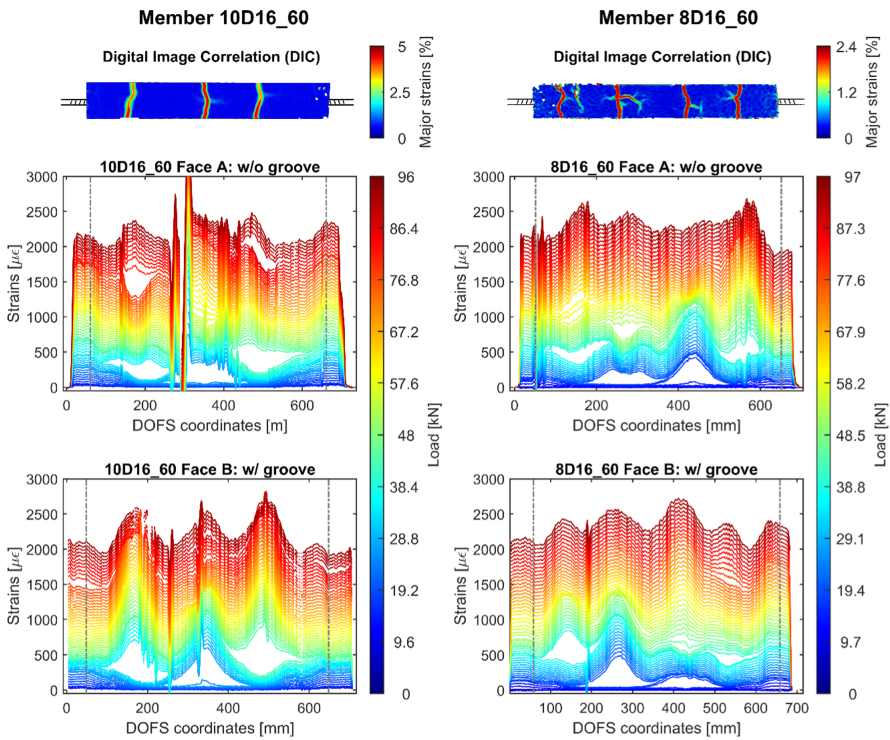 Member 10D16_60
Member 8D16_60
Digital Image Correlation (DIC)
5
2.5
0
Major strains [%]
Digital Image Correlation (DIC)
2.4
1.2
0
Major strains [%]
10D16_60 Face A: w/o groove
3000
2500
2000
1500
1000
500
0
Strains [με]
0 200 400 600
DOFS coordinates [m]
96
86.4
76.8
67.2
57.6
48
38.4
28.8
19.2
9.6
0
Load [kN]
8D16_60 Face A: w/o groove
3000
2500
2000
1500
1000
500
0
Strains [με]
0 200 400 600
DOFS coordinates [mm]
97
87.3
77.6
67.9
58.2
48.5
38.8
29.1
19.4
9.7
0
Load [kN]
10D16_60 Face B: w/ groove
3000
2500
2000
1500
1000
500
0
Strains [με]
0 200 400 600
DOFS coordinates [mm]
8D16_60 Face B: w/ groove
3000
2500
2000
1500
1000
500
0
Strains [με]
100 200 300 400 500 600 700
DOFS coordinates [mm]